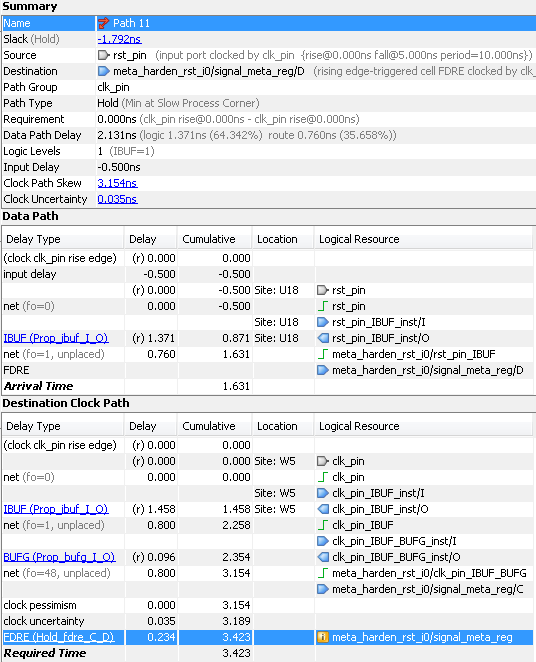 Summary
Name Path 11
Slack (Hold) -1.792ns
Source rst_pin (input port clocked by clk_pin {rise@0.000ns fall@5.000ns period=10.000ns})
Destination meta_harden_rst_i0/signal_meta_reg/D (rising edge-triggered cell FDRE clocked by clk_
Path Group clk_pin
Path Type Hold (Min at Slow Process Corner)
Requirement 0.000ns (clk_pin rise@0.000ns - clk_pin rise@0.000ns)
Data Path Delay 2.131ns (logic 1.371ns (64.342%) route 0.760ns (35.658%))
Logic Levels 1 (IBUF=1)
Input Delay -0.500ns
Clock Path Skew 3.154ns
Clock Uncertainty 0.035ns
Data Path
Delay Type Delay Cumulative Location Logical Resource
(clock clk_pin rise edge) (r) 0.000 0.000
input delay -0.500 -0.500
(r) 0.000 -0.500 Site: U18 rst_pin
net (fo=0) 0.000 -0.500 rst_pin
Site: U18 rst_pin_IBUF_inst/I
IBUF (Prop_ibuf_I_O) (r) 1.371 0.871 Site: U18 rst_pin_IBUF_inst/O
net (fo=1, unplaced) 0.760 1.631 meta_harden_rst_i0/rst_pin_IBUF
FDRE meta_harden_rst_i0/signal_meta_reg/D
Arrival Time 1.631
Destination Clock Path
Delay Type Delay Cumulative Location Logical Resource
(clock clk_pin rise edge) (r) 0.000 0.000
(r) 0.000 0.000 Site: W5 clk_pin
net (fo=0) 0.000 0.000 clk_pin
Site: W5 clk_pin_IBUF_inst/I
IBUF (Prop_ibuf_I_O) (r) 1.458 1.458 Site: W5 clk_pin_IBUF_inst/O
net (fo=1, unplaced) 0.800 2.258 clk_pin_IBUF
clk_pin_IBUF_BUFG_inst/I
BUFG (Prop_bufg_I_O) (r) 0.096 2.354 clk_pin_IBUF_BUFG_inst/O
net (fo=48, unplaced) 0.800 3.154 meta_harden_rst_i0/clk_pin_IBUF_BUFG
meta_harden_rst_i0/signal_meta_reg/C
clock pessimism 0.000 3.154
clock uncertainty 0.035 3.189
FDRE (Hold_fdre_C_D) 0.234 3.423 meta_harden_rst_i0/signal_meta_reg
Required Time 3.423